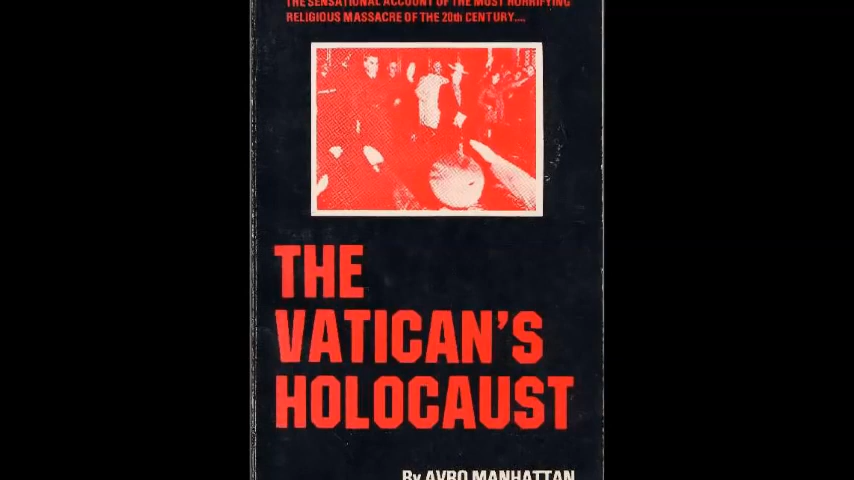 THE SENSATIONAL ACCOUNT OF THE MOST HORRIFYING
RELIGIOUS MASSACRE OF THE 20th CENTURY....
THE
VATICAN'S
HOLOCAUST
By AVRO MANHATTAN